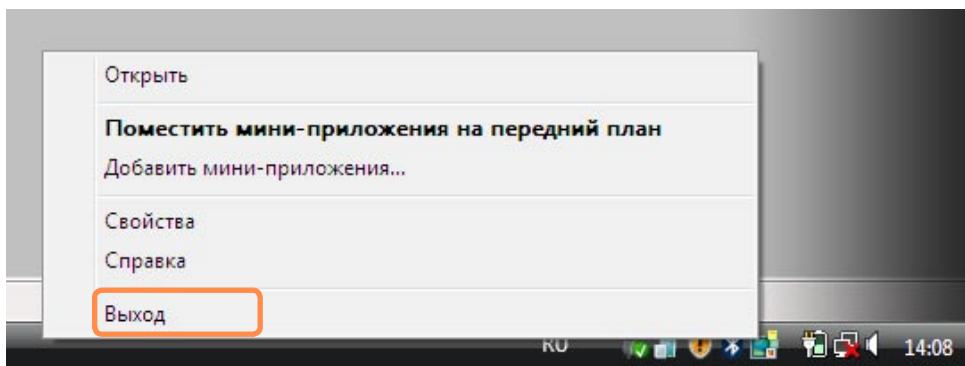 Открыть
Поместить мини-приложения на передний план
Добавить мини-приложения...
Свойства
Справка
Выход
RU 14:08